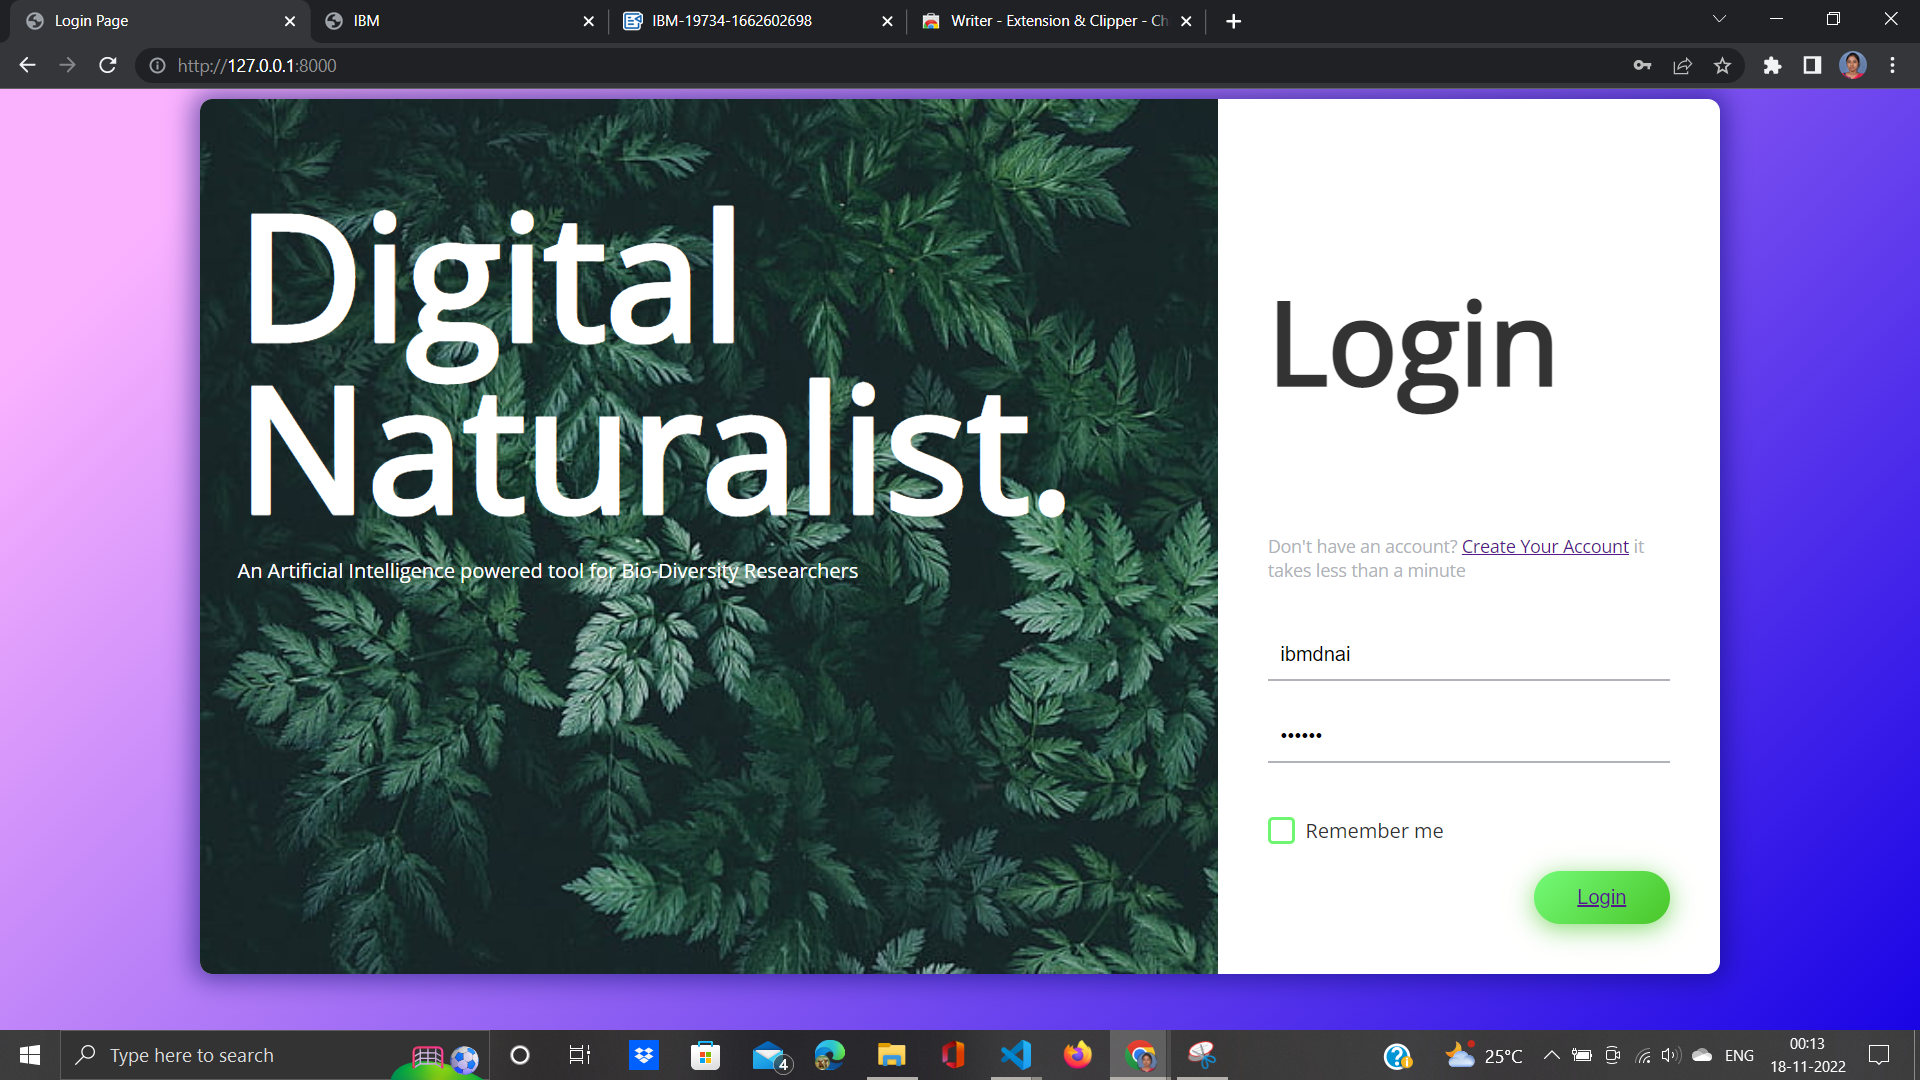 Login Page
IBM
IBM-19734-1662602698
Writer - Extension & Clipper - Ch
http://127.0.0.1:8000
Digital
Naturalist.
An Artificial Intelligence powered tool for Bio-Diversity Researchers
Login
Don't have an account? Create Your Account it
takes less than a minute
ibmdnai
••••••
Remember me
Login
Type here to search
4
25°C
ENG
00:13
18-11-2022